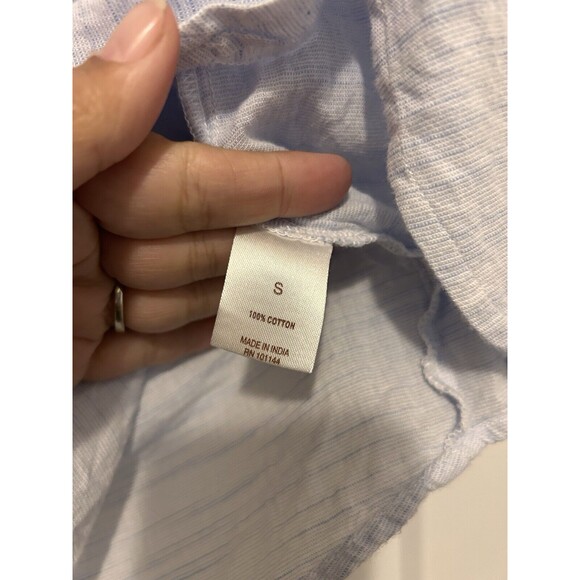 S
100% COTTON
MADE IN INDIA
RN 101144